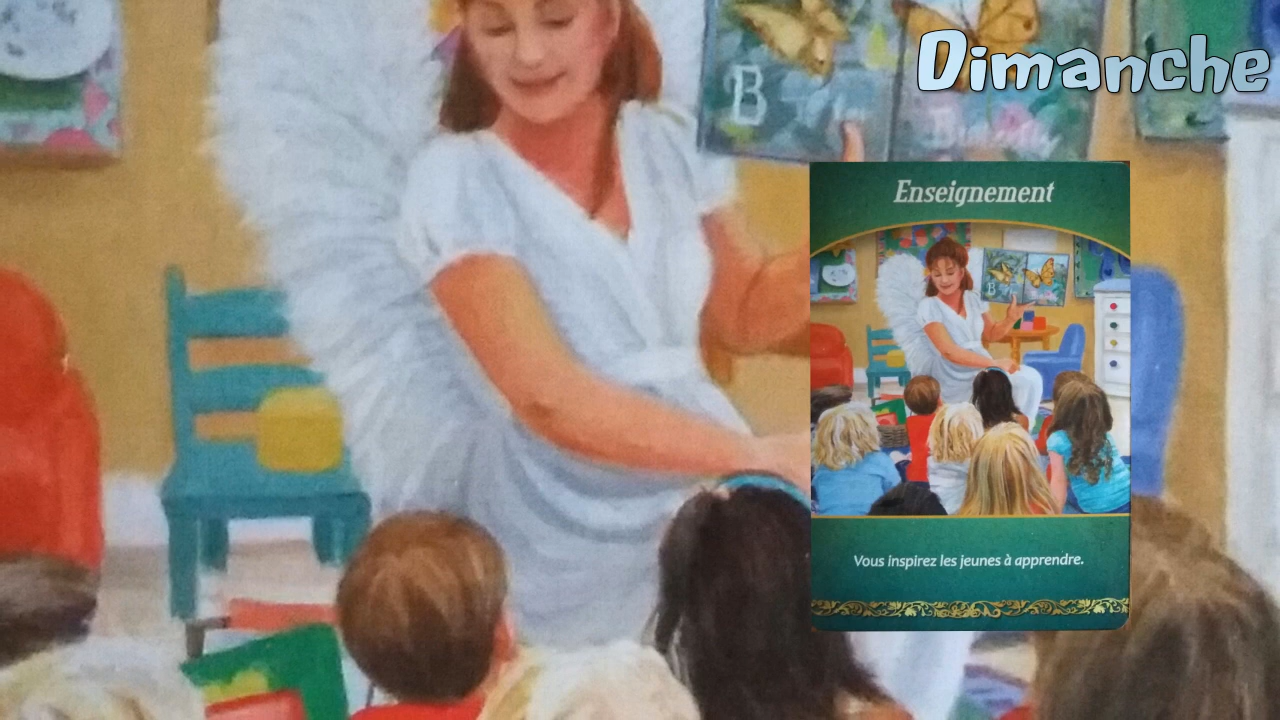 Dimanche
B
Enseignement
B
Vous inspirez les jeunes à apprendre.